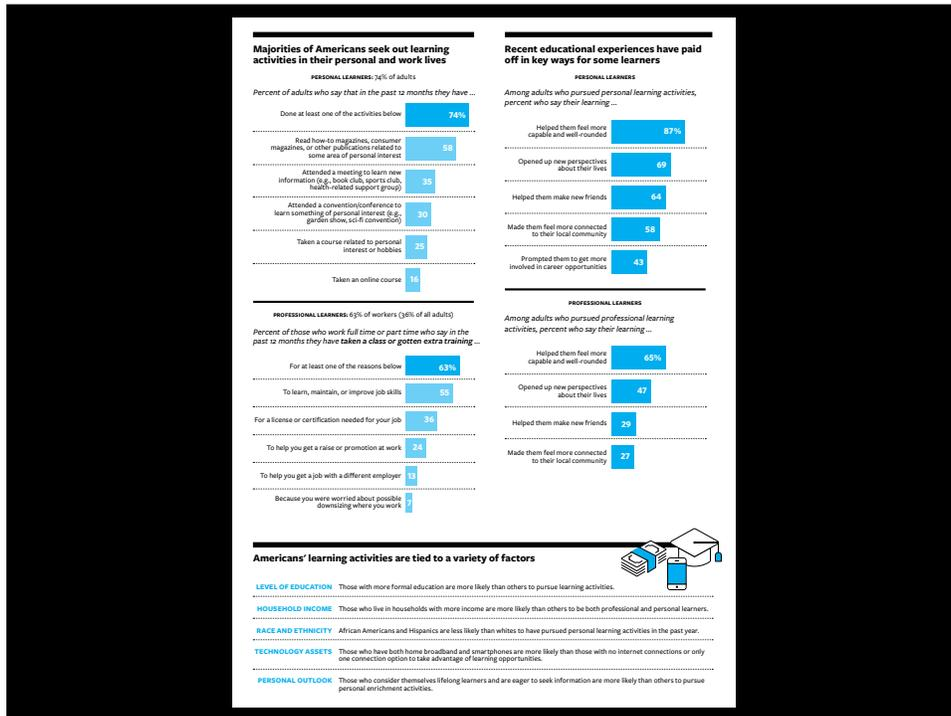 Majorities of Americans seek out learning
activities in their personal and work lives
PERSONAL LEARNERS: 74% of adults
Percent of adults who say that in the past 12 months they have ...
Done at least one of the activities below
74%
Read how-to magazines, consumer
magazines, or other publications related to
some area of personal interest
58
Attended a meeting to learn new
information (e.g., book club, sports club,
health-related support group)
35
Attended a convention/conference to
learn something of personal interest (e.g.,
garden show, sci-fi convention)
30
Taken a course related to personal
interest or hobbies
25
Taken an online course
16
PROFESSIONAL LEARNERS: 63% of workers (36% of all adults)
Percent of those who work full time or part time who say in the
past 12 months they have taken a class or gotten extra training ...
For at least one of the reasons below
63%
To learn, maintain, or improve job skills
55
For a license or certification needed for your job
36
To help you get a raise or promotion at work
24
To help you get a job with a different employer
13
Because you were worried about possible
downsizing where you work
7
Recent educational experiences have paid
off in key ways for some learners
PERSONAL LEARNERS
Among adults who pursued personal learning activities,
percent who say their learning ...
Helped them feel more
capable and well-rounded
87%
Opened up new perspectives
about their lives
69
Helped them make new friends
64
Made them feel more connected
to their local community
58
Prompted them to get more
involved in career opportunities
43
PROFESSIONAL LEARNERS
Among adults who pursued professional learning
activities, percent who say their learning ...
Helped them feel more
capable and well-rounded
65%
Opened up new perspectives
about their lives
47
Helped them make new friends
29
Made them feel more connected
to their local community
27
Americans' learning activities are tied to a variety of factors
LEVEL OF EDUCATION Those with more formal education are more likely than others to pursue learning activities.
HOUSEHOLD INCOME Those who live in households with more income are more likely than others to be both professional and personal learners.
RACE AND ETHNICITY African Americans and Hispanics are less likely than whites to have pursued personal learning activities in the past year.
TECHNOLOGY ASSETS Those who have both home broadband and smartphones are more likely than those with no internet connections or only
one connection option to take advantage of learning opportunities.
PERSONAL OUTLOOK Those who consider themselves lifelong learners and are eager to seek information are more likely than others to pursue
personal enrichment activities.